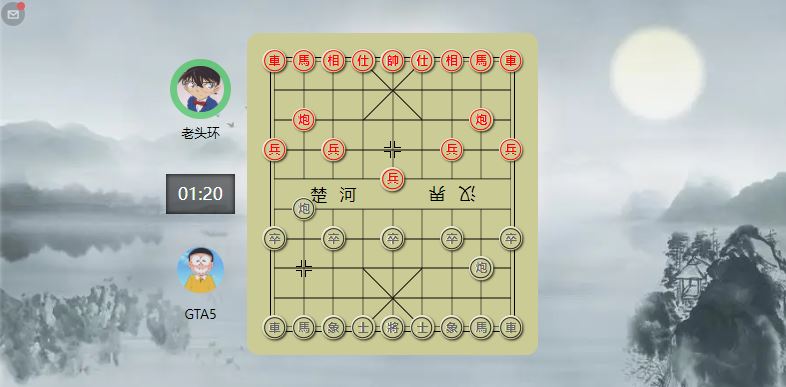 車馬相仕帥仕相馬車
老头环
炮炮
兵兵兵兵
兵
01:20
楚河 汉界
炮
卒卒卒卒卒
炮
GTA5
車馬象士將士象馬車